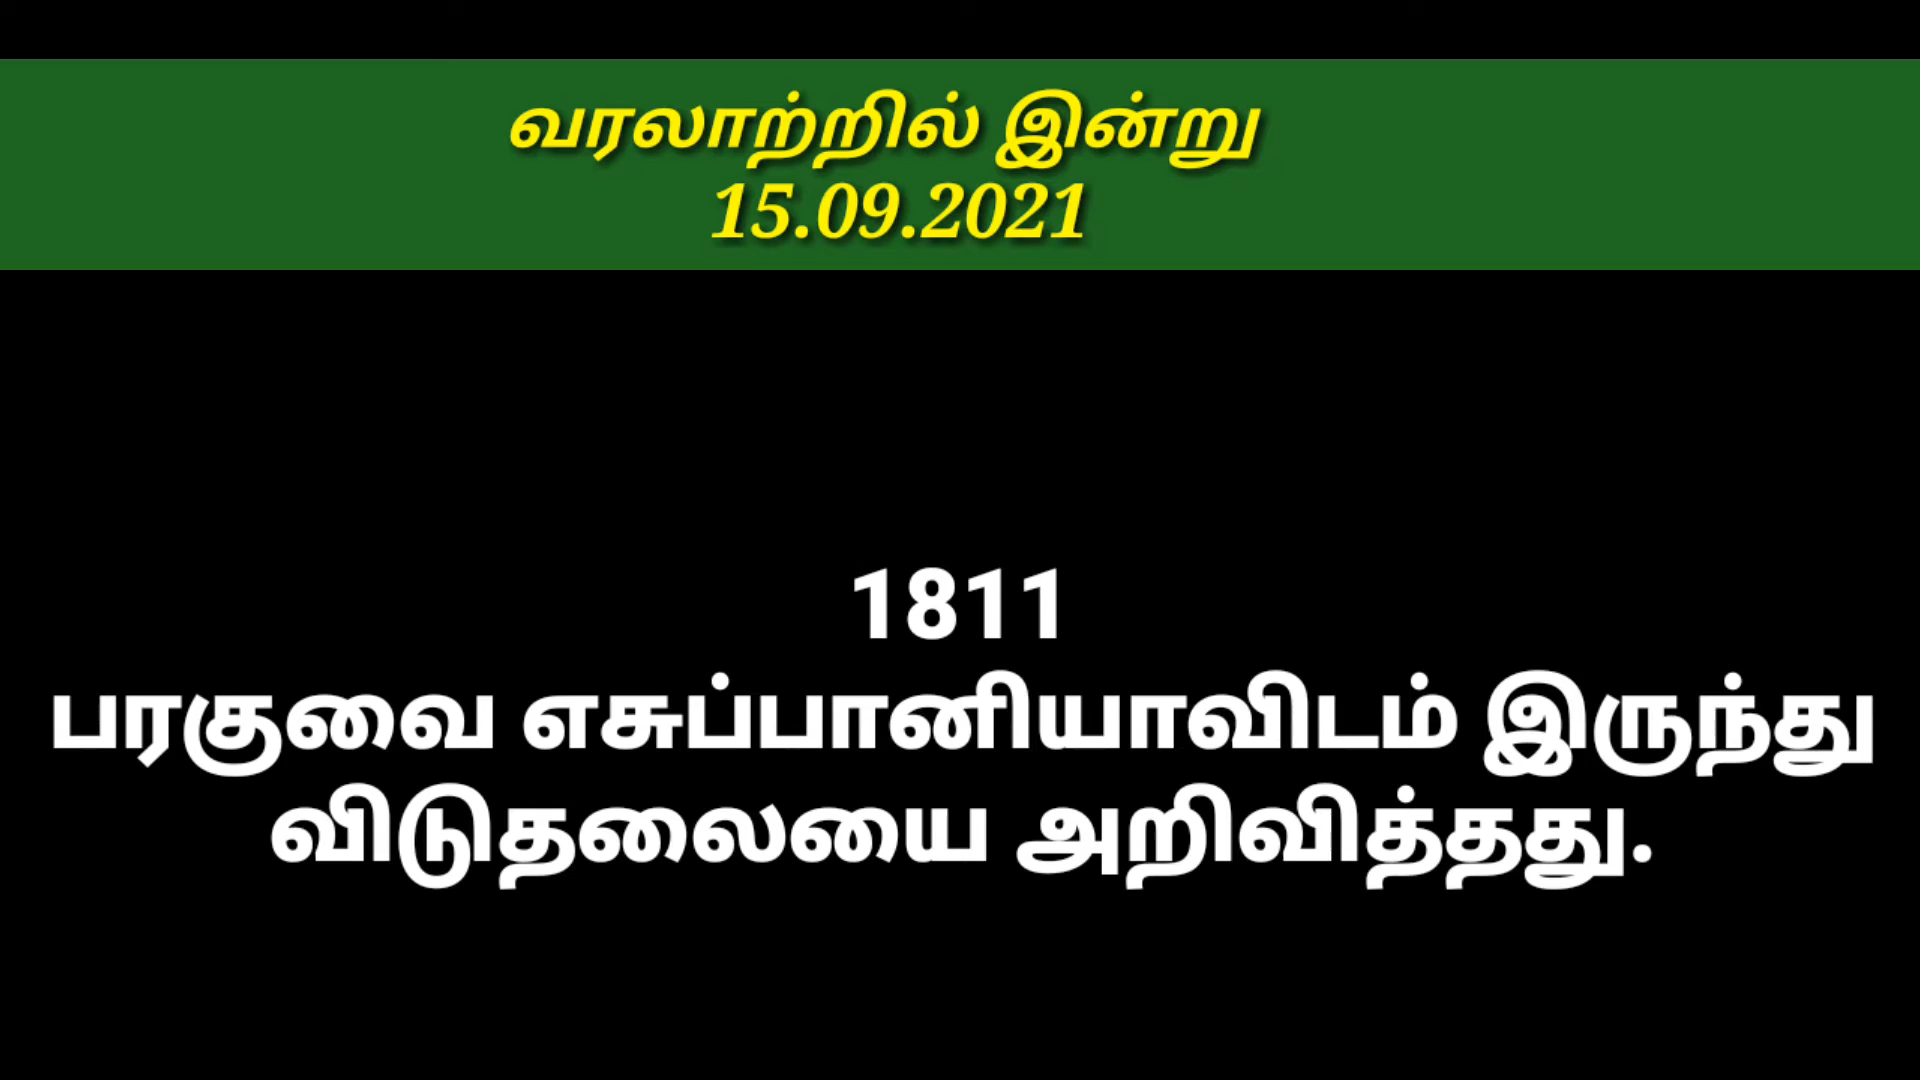 வரலாற்றில் இன்று
15.09.2021
1811
பரகுவை எசுப்பானியாவிடம் இருந்து
விடுதலையை அறிவித்தது.